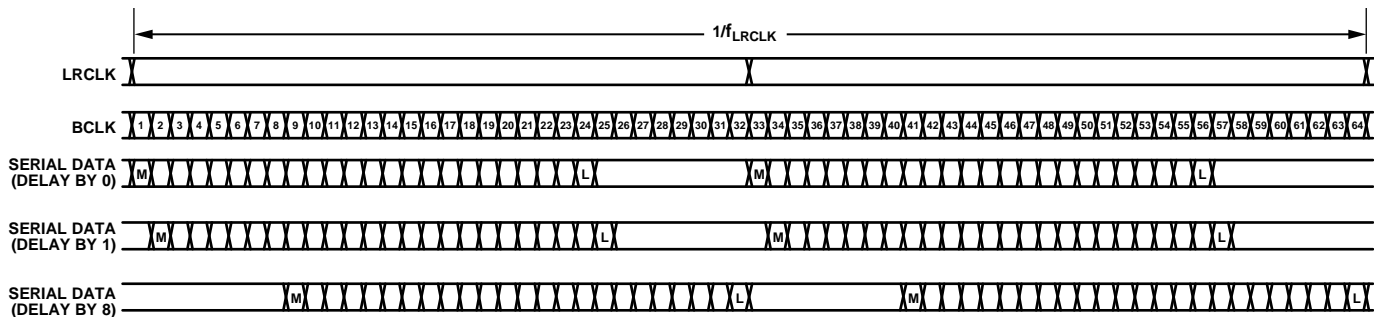 1/fLRCLK
LRCLK
BCLK 1 2 3 4 5 6 7 8 9 10 11 12 13 14 15 16 17 18 19 20 21 22 23 24 25 26 27 28 29 30 31 32 33 34 35 36 37 38 39 40 41 42 43 44 45 46 47 48 49 50 51 52 53 54 55 56 57 58 59 60 61 62 63 64
SERIAL DATA
(DELAY BY 0) M L M L
SERIAL DATA
(DELAY BY 1) M L M L
SERIAL DATA
(DELAY BY 8) M L M L